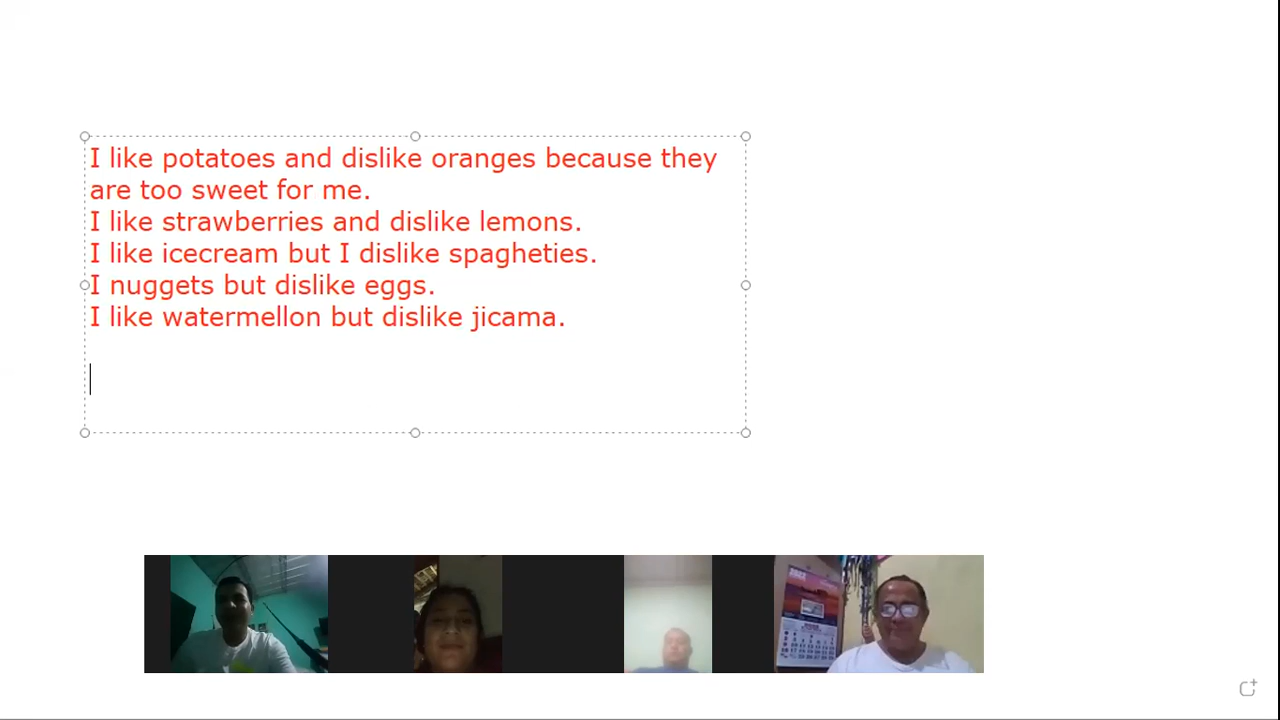 I like potatoes and dislike oranges because they
are too sweet for me.
I like strawberries and dislike lemons.
I like icecream but I dislike spagheties.
I nuggets but dislike eggs.
I like watermellon but dislike jicama.